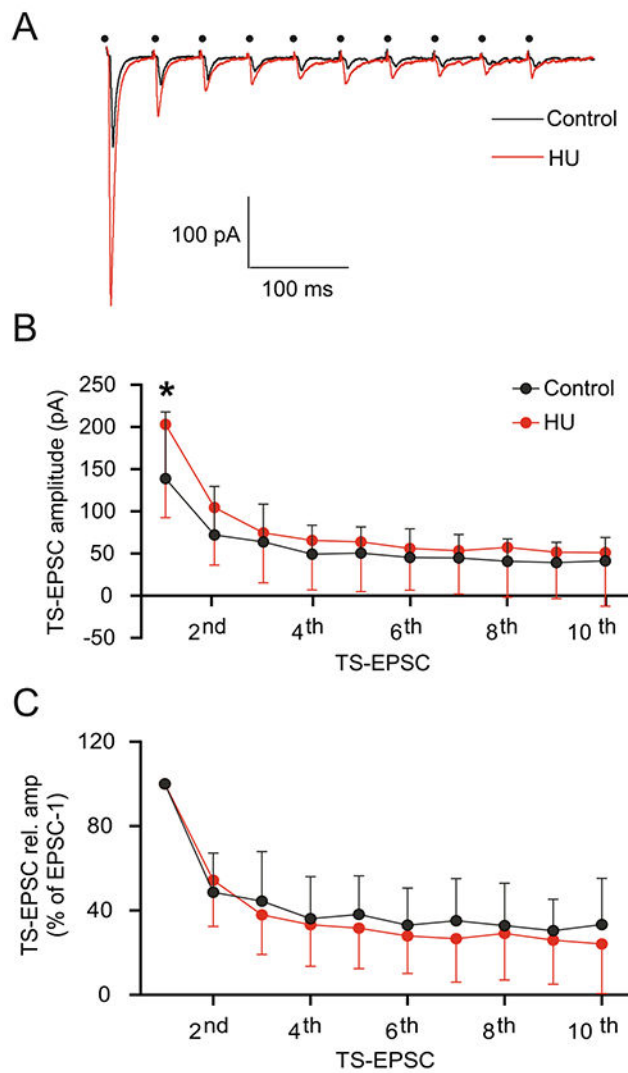 A
Control
HU
100 pA
100 ms
B
TS-EPSC amplitude (pA)
250
200
150
100
50
0
-50
*
Control
HU
2nd 4th 6th 8th 10th
TS-EPSC
C
TS-EPSC rel. amp
(% of EPSC-1)
120
80
40
0
2nd 4th 6th 8th 10th
TS-EPSC